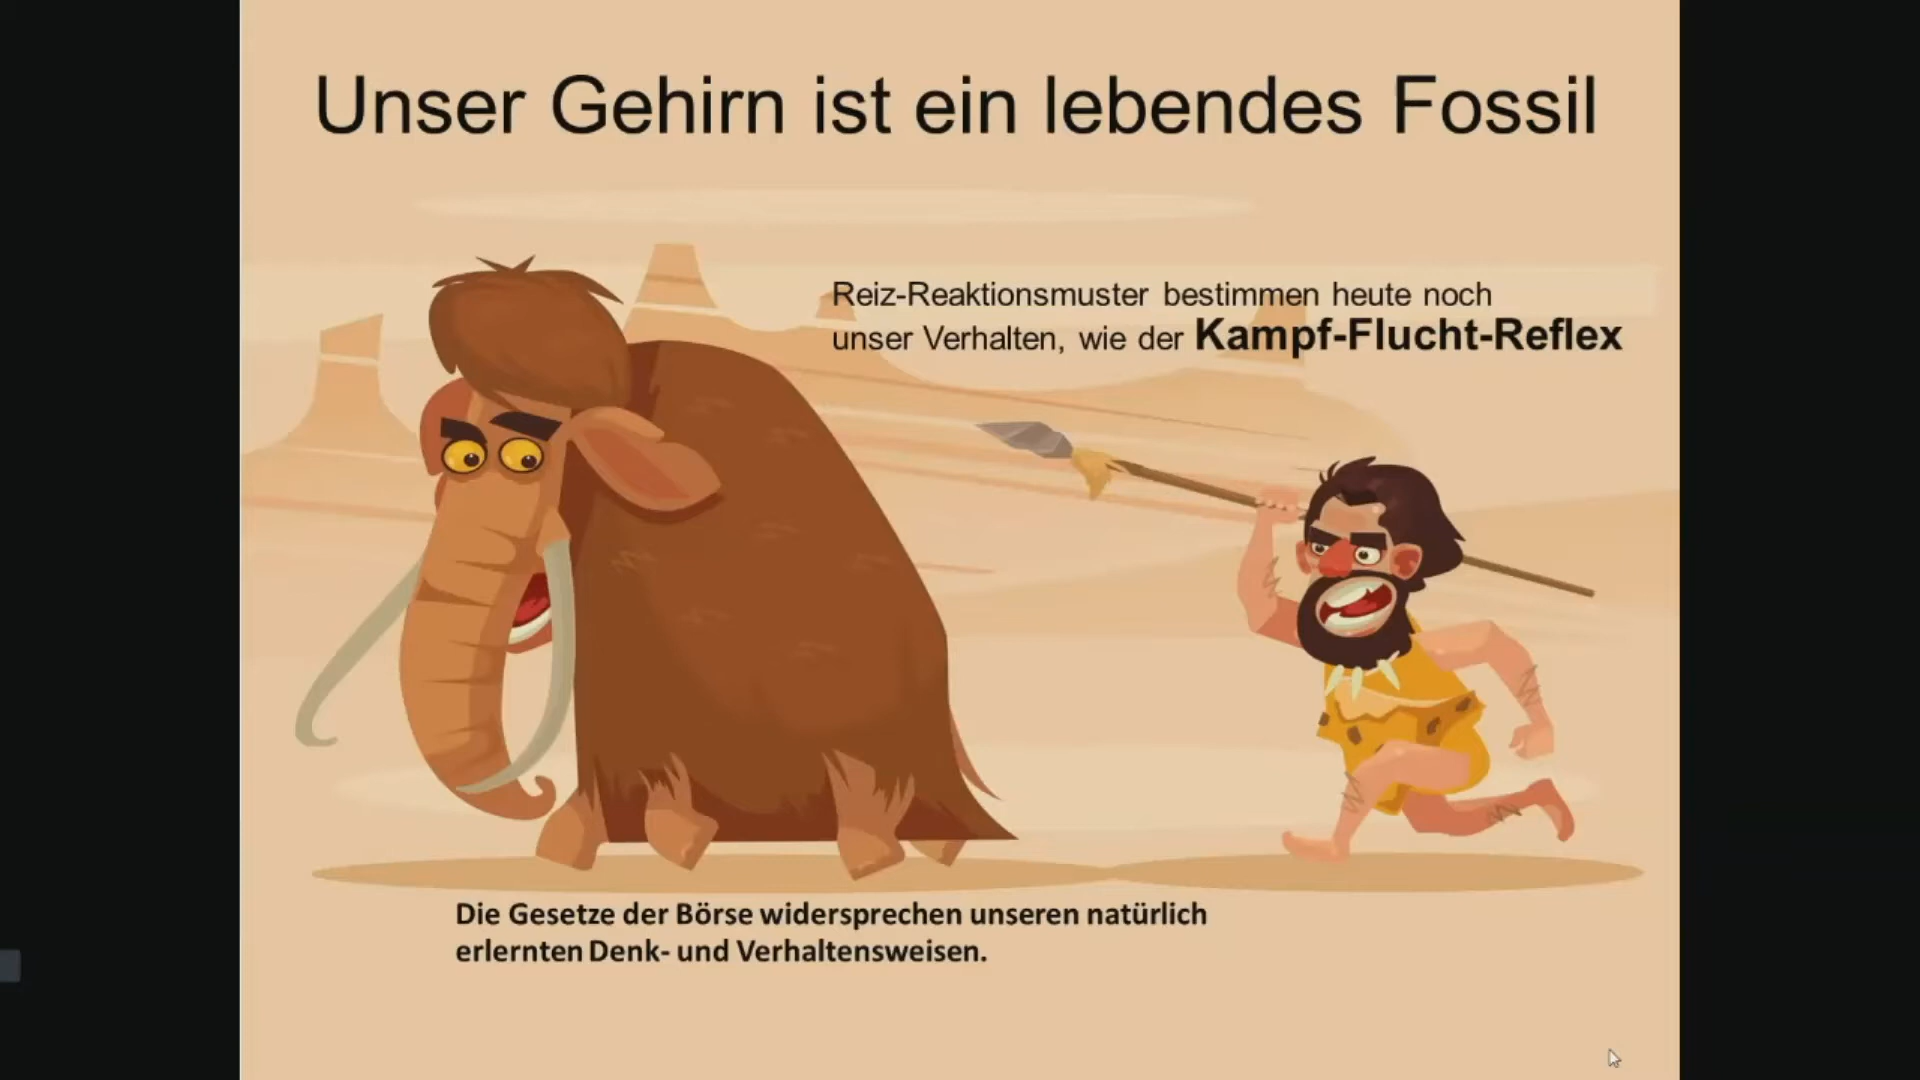 Unser Gehirn ist ein lebendes Fossil
Reiz-Reaktionsmuster bestimmen heute noch
unser Verhalten, wie der Kampf-Flucht-Reflex
Die Gesetze der Börse widersprechen unseren natürlich
erlernten Denk- und Verhaltensweisen.